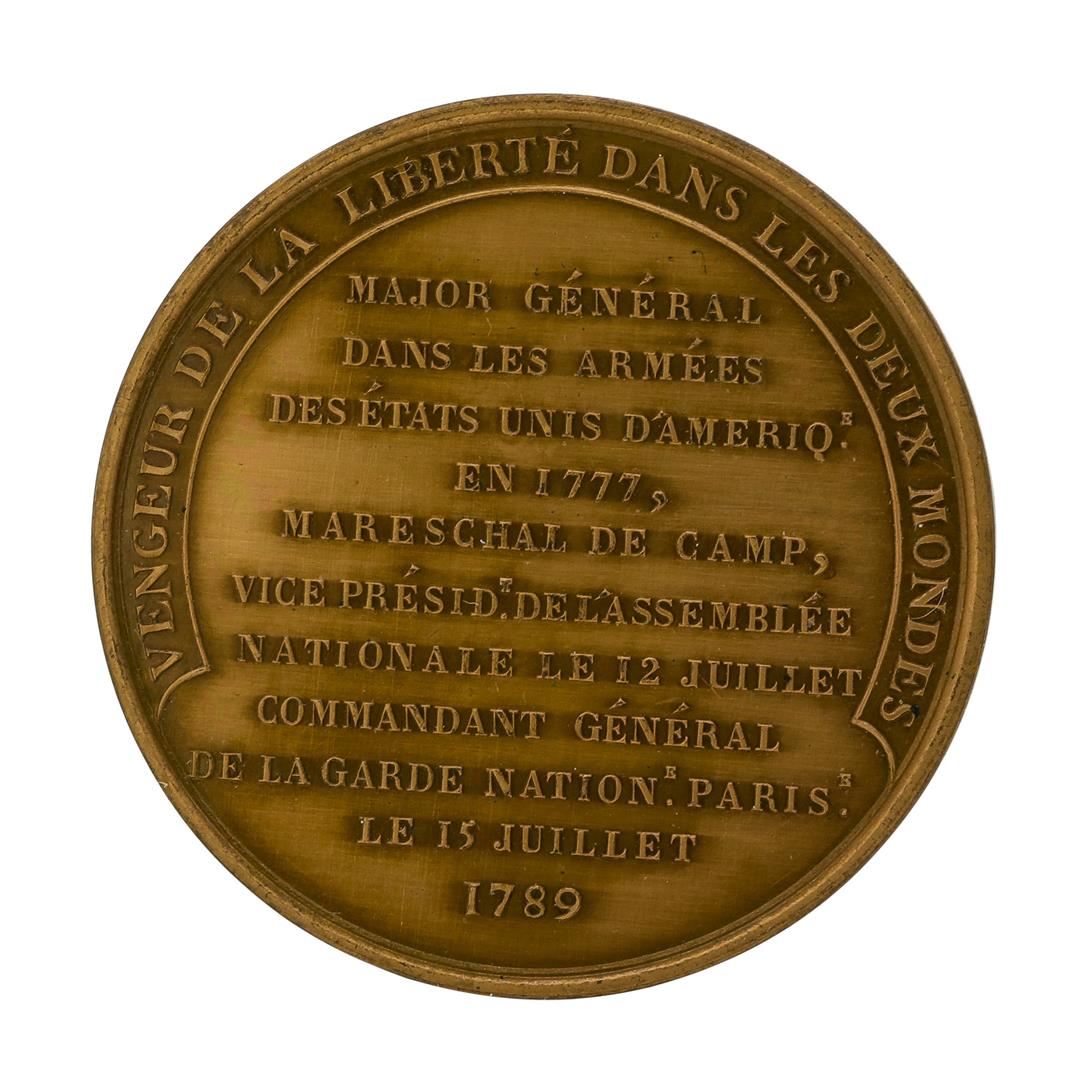 VENGEUR DE LA LIBERTÉ DANS LES DEUX MONDES
MAJOR GÉNÉRAL
DANS LES ARMÉES
DES ÉTATS UNIS D'AMERIQ.E
EN 1777,
MARESCHAL DE CAMP,
VICE PRÉSID.T DE L'ASSEMBLÉE
NATIONALE LE 12 JUILLET
COMMANDANT GÉNÉRAL
DE LA GARDE NATION.E PARIS.E
LE 15 JUILLET
1789